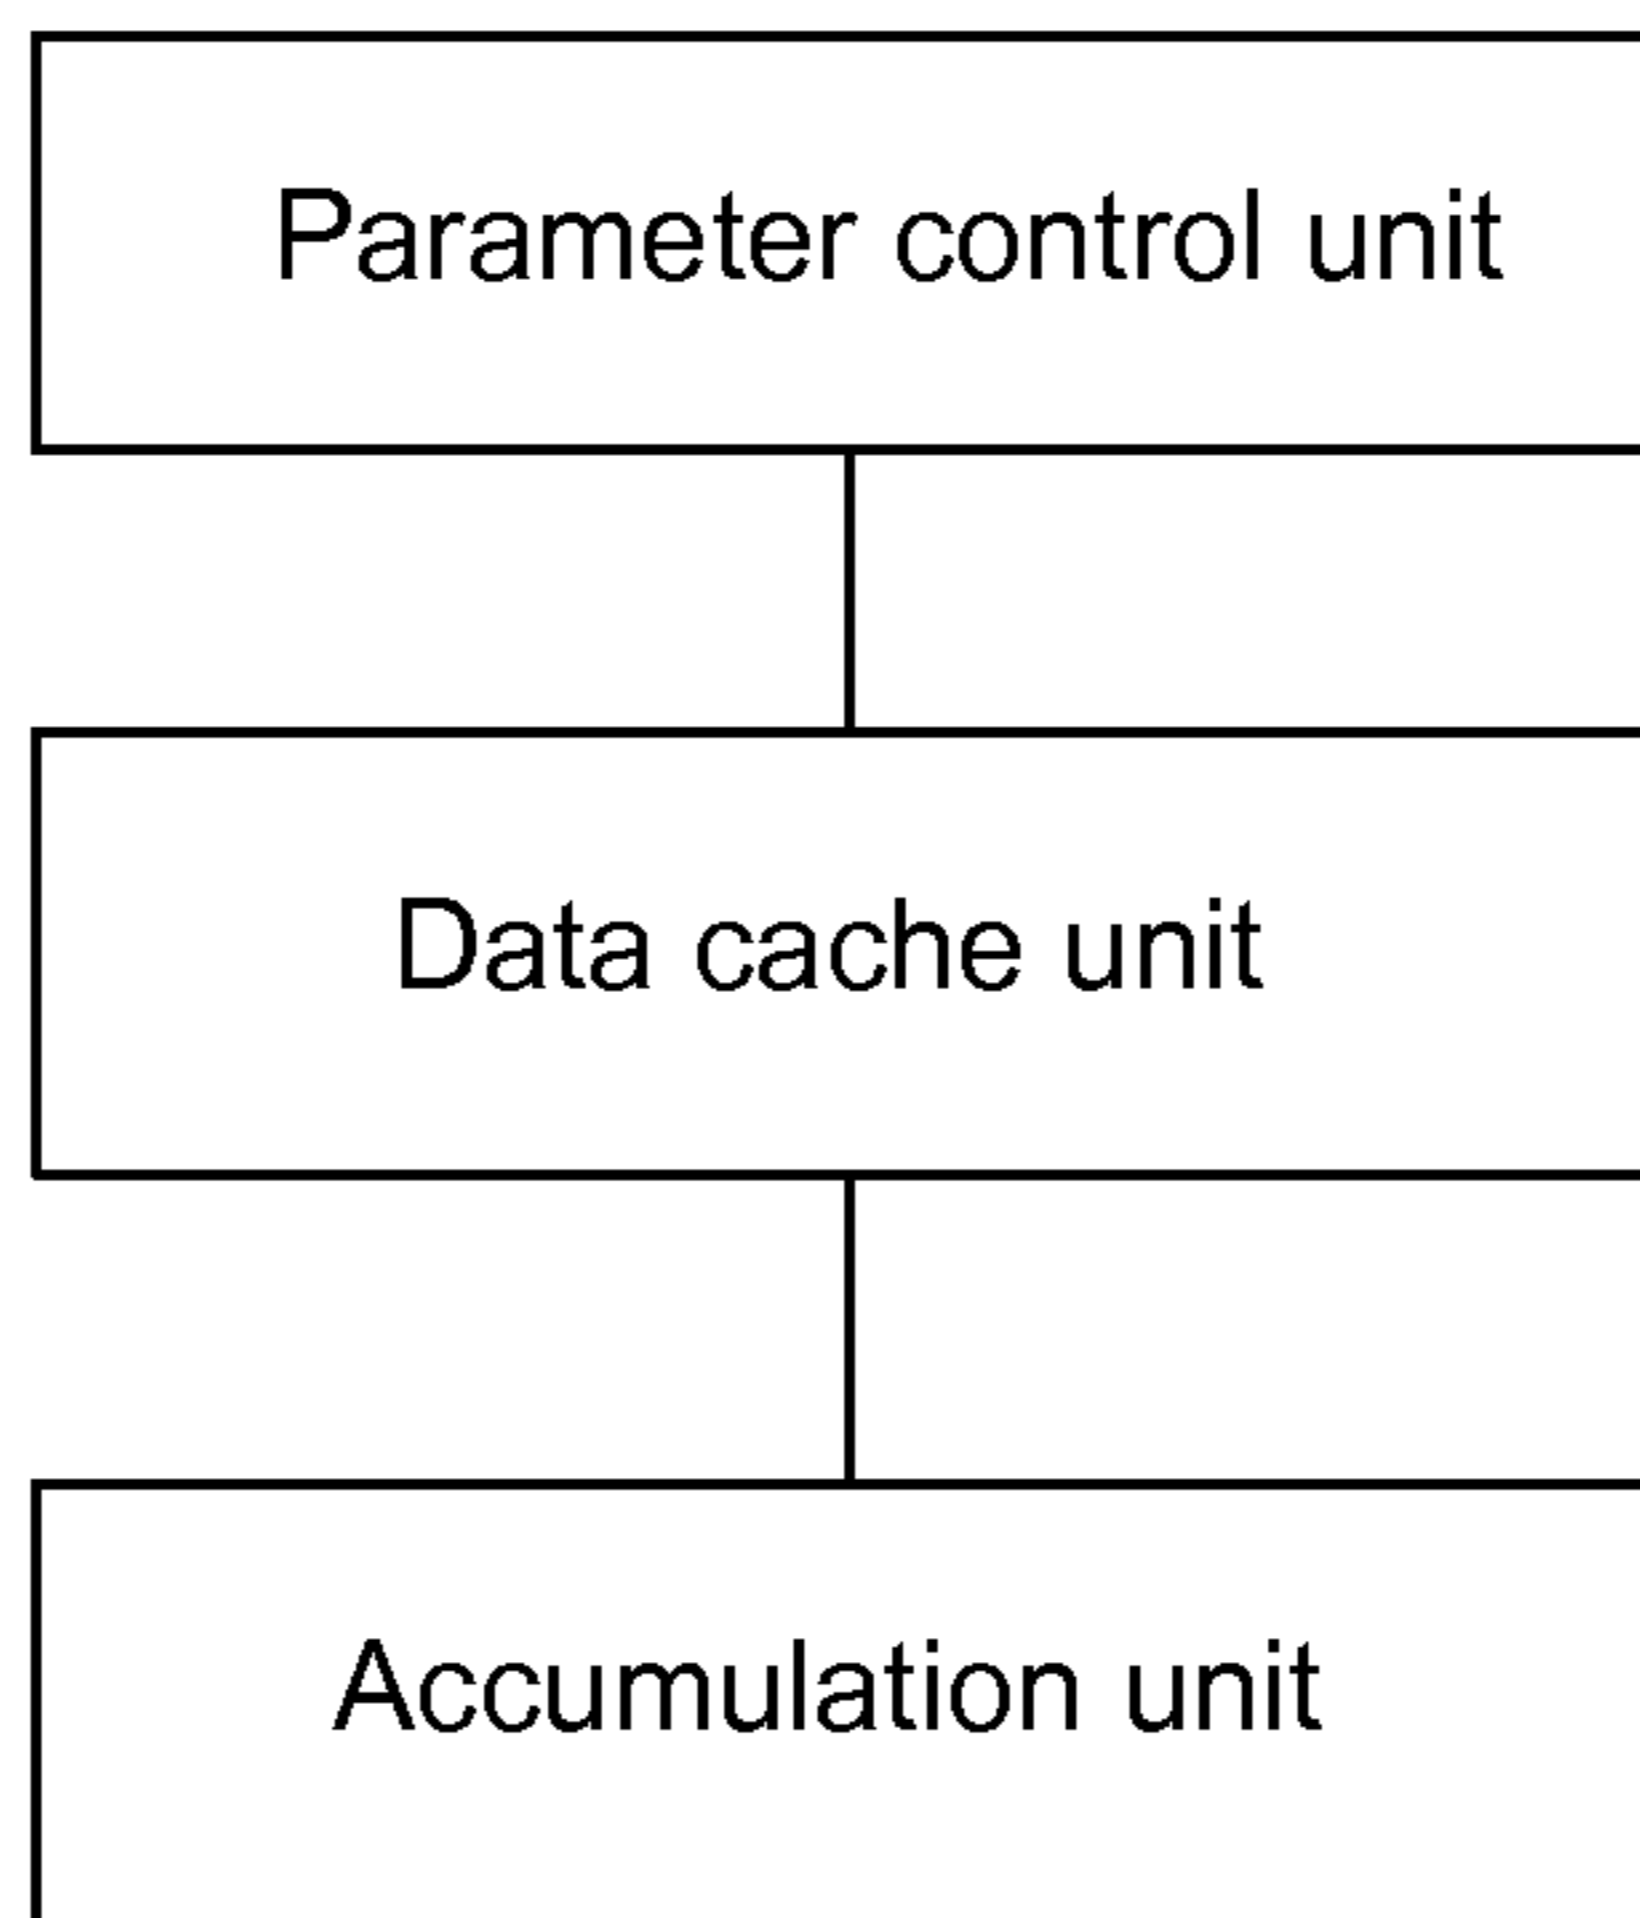 Parameter control unit
Data cache unit
Accumulation unit